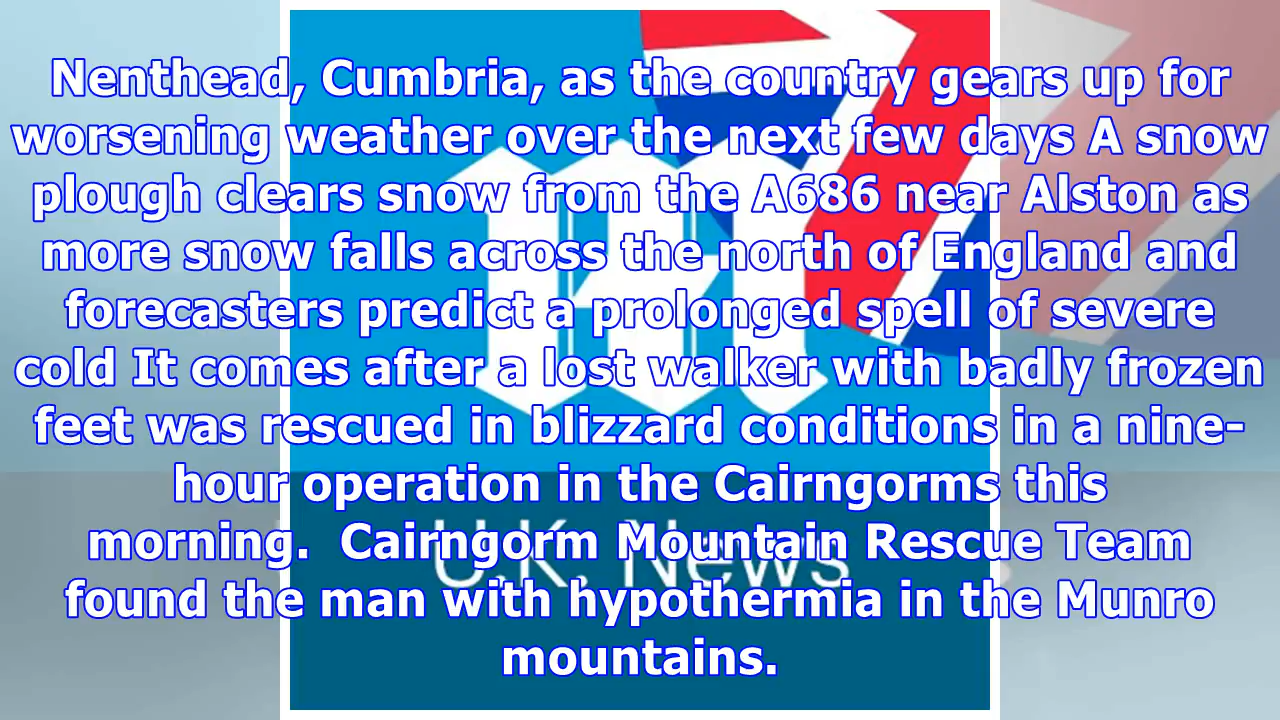 Nenthead, Cumbria, as the country gears up for
worsening weather over the next few days A snow
plough clears snow from the A686 near Alston as
more snow falls across the north of England and
forecasters predict a prolonged spell of severe
cold It comes after a lost walker with badly frozen
feet was rescued in blizzard conditions in a nine-
hour operation in the Cairngorms this
morning.  Cairngorm Mountain Rescue Team
found the man with hypothermia in the Munro
mountains.
U.K. News